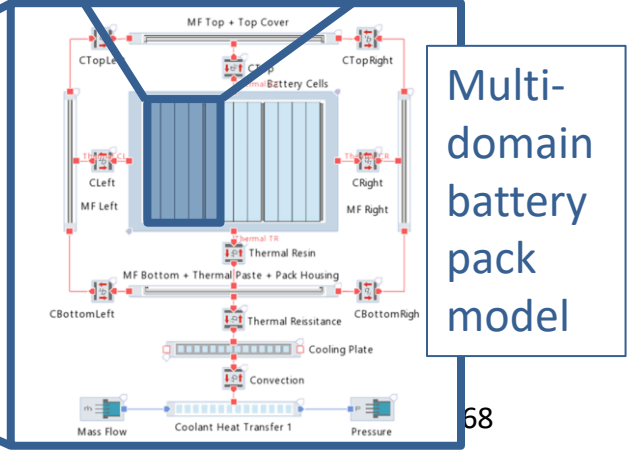 MF Top + Top Cover
CTopLe
CTopRight
CTop
Battery Cells
CLeft
CRight
MF Left
MF Right
Thermal TR
Thermal Resin
MF Bottom + Thermal Paste + Pack Housing
CBottomLeft
CBottomRigh
Thermal Reissitance
Cooling Plate
Convection
Mass Flow
Coolant Heat Transfer 1
Pressure
Multi-
domain
battery
pack
model
68